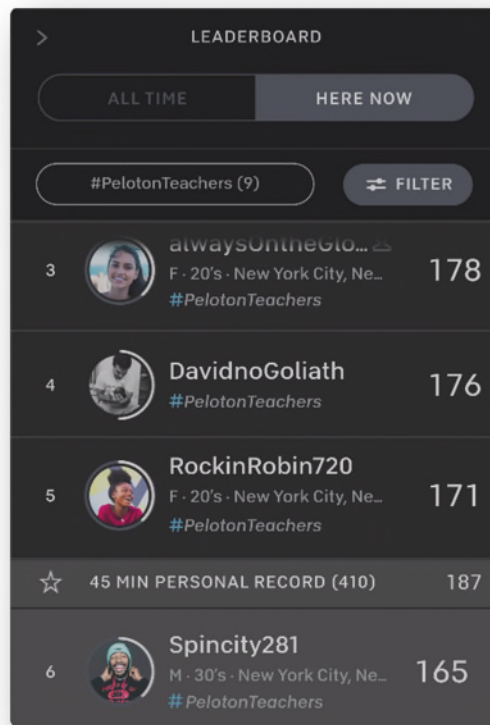 LEADERBOARD
ALL TIME
HERE NOW
#PelotonTeachers (9)
FILTER
3
alwaysOntheGlo...
F · 20's · New York City, Ne...
#PelotonTeachers
178
4
DavidnoGoliath
#PelotonTeachers
176
5
RockinRobin720
F · 20's · New York City, Ne...
#PelotonTeachers
171
45 MIN PERSONAL RECORD (410)
187
6
Spincity281
M · 30's · New York City, Ne...
#PelotonTeachers
165